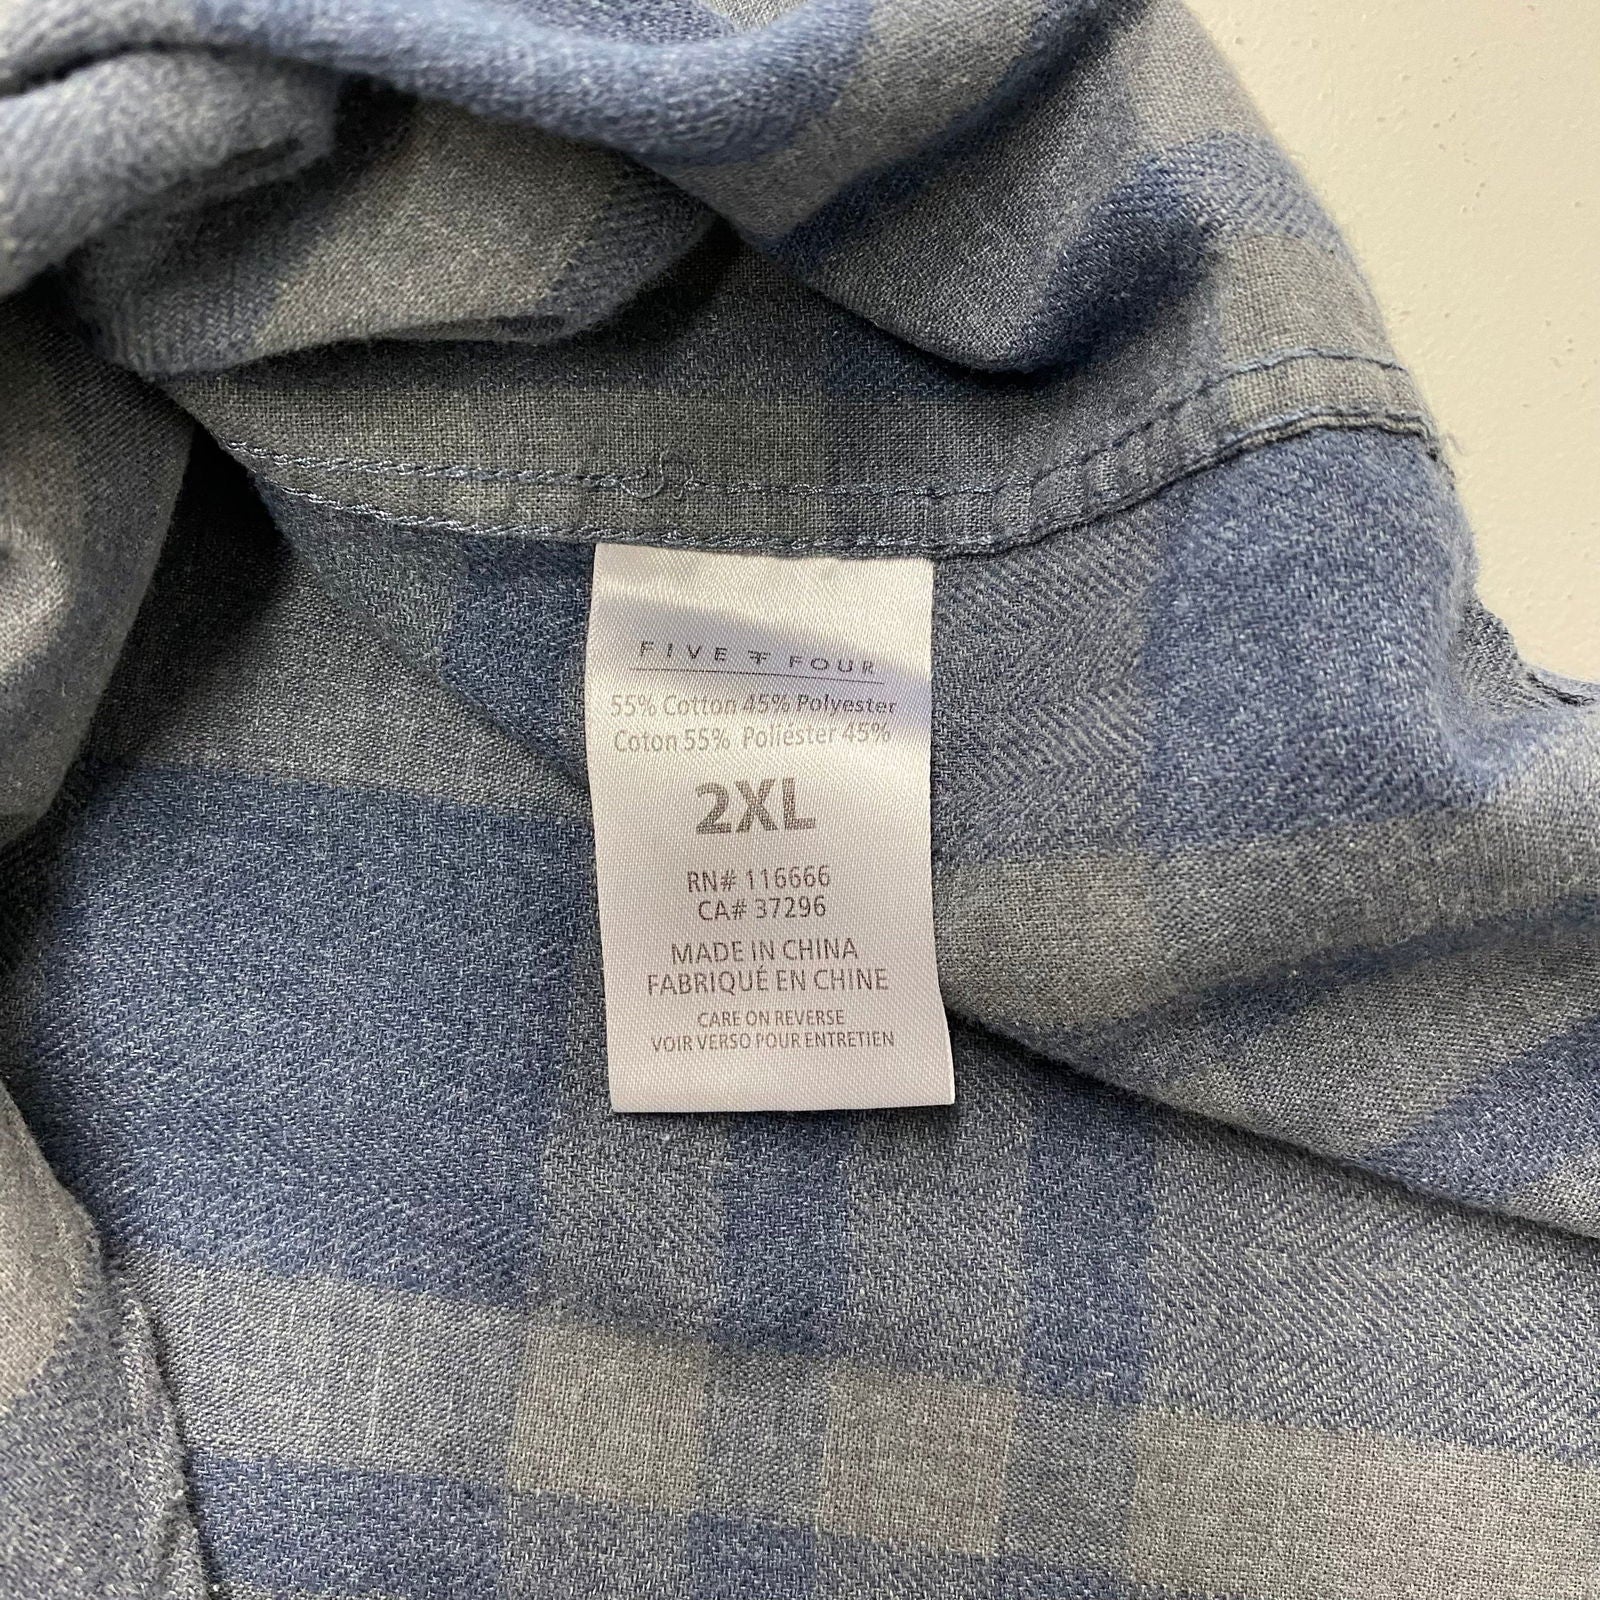 FIVE FOUR
55% Cotton 45% Polyester
Coton 55% Poliéster 45%
2XL
RN# 116666
CA# 37296
MADE IN CHINA
FABRIQUÉ EN CHINE
CARE ON REVERSE
VOIR VERSO POUR ENTRETIEN